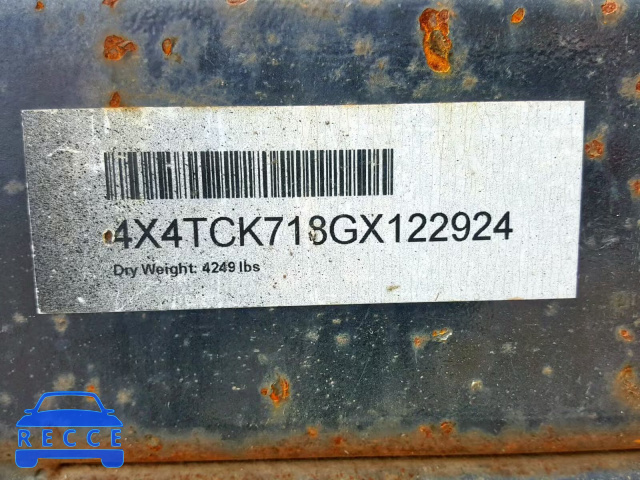 4X4TCK718GX122924
Dry Weight: 4249 lbs
RECCE